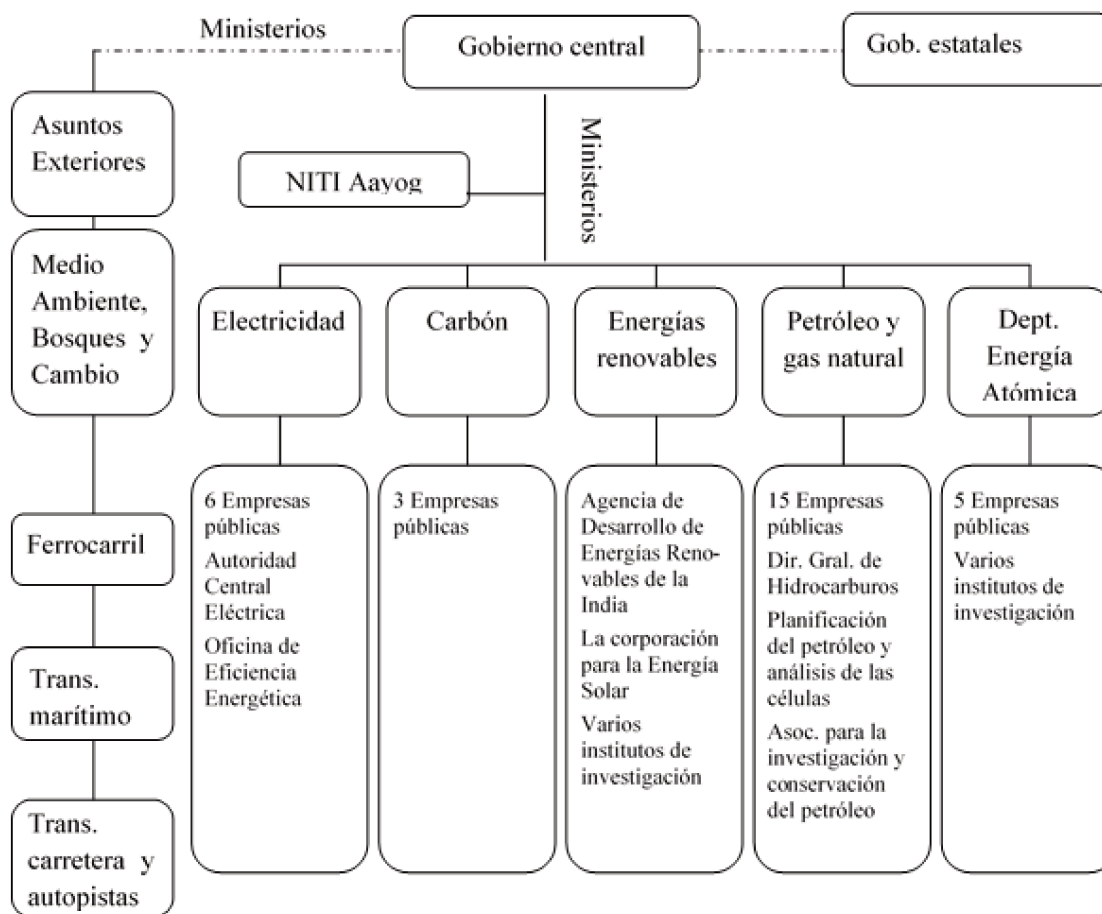 Ministerios
Gobierno central
Gob. estatales
Asuntos
Exteriores
Ministerios
NITI Aayog
Medio
Ambiente,
Bosques y
Cambio
Electricidad
Carbón
Energías
renovables
Petróleo y
gas natural
Dept.
Energía
Atómica
Ferrocarril
Trans.
marítimo
Trans.
carretera y
autopistas
6 Empresas
públicas
Autoridad
Central
Eléctrica
Oficina de
Eficiencia
Energética
3 Empresas
públicas
Agencia de
Desarrollo de
Energías Reno-
vables de la
India
La corporación
para la Energía
Solar
Varios
institutos de
investigación
15 Empresas
públicas
Dir. Gral. de
Hidrocarburos
Planificación
del petróleo y
análisis de las
células
Asoc. para la
investigación y
conservación
del petróleo
5 Empresas
públicas
Varios
institutos de
investigación